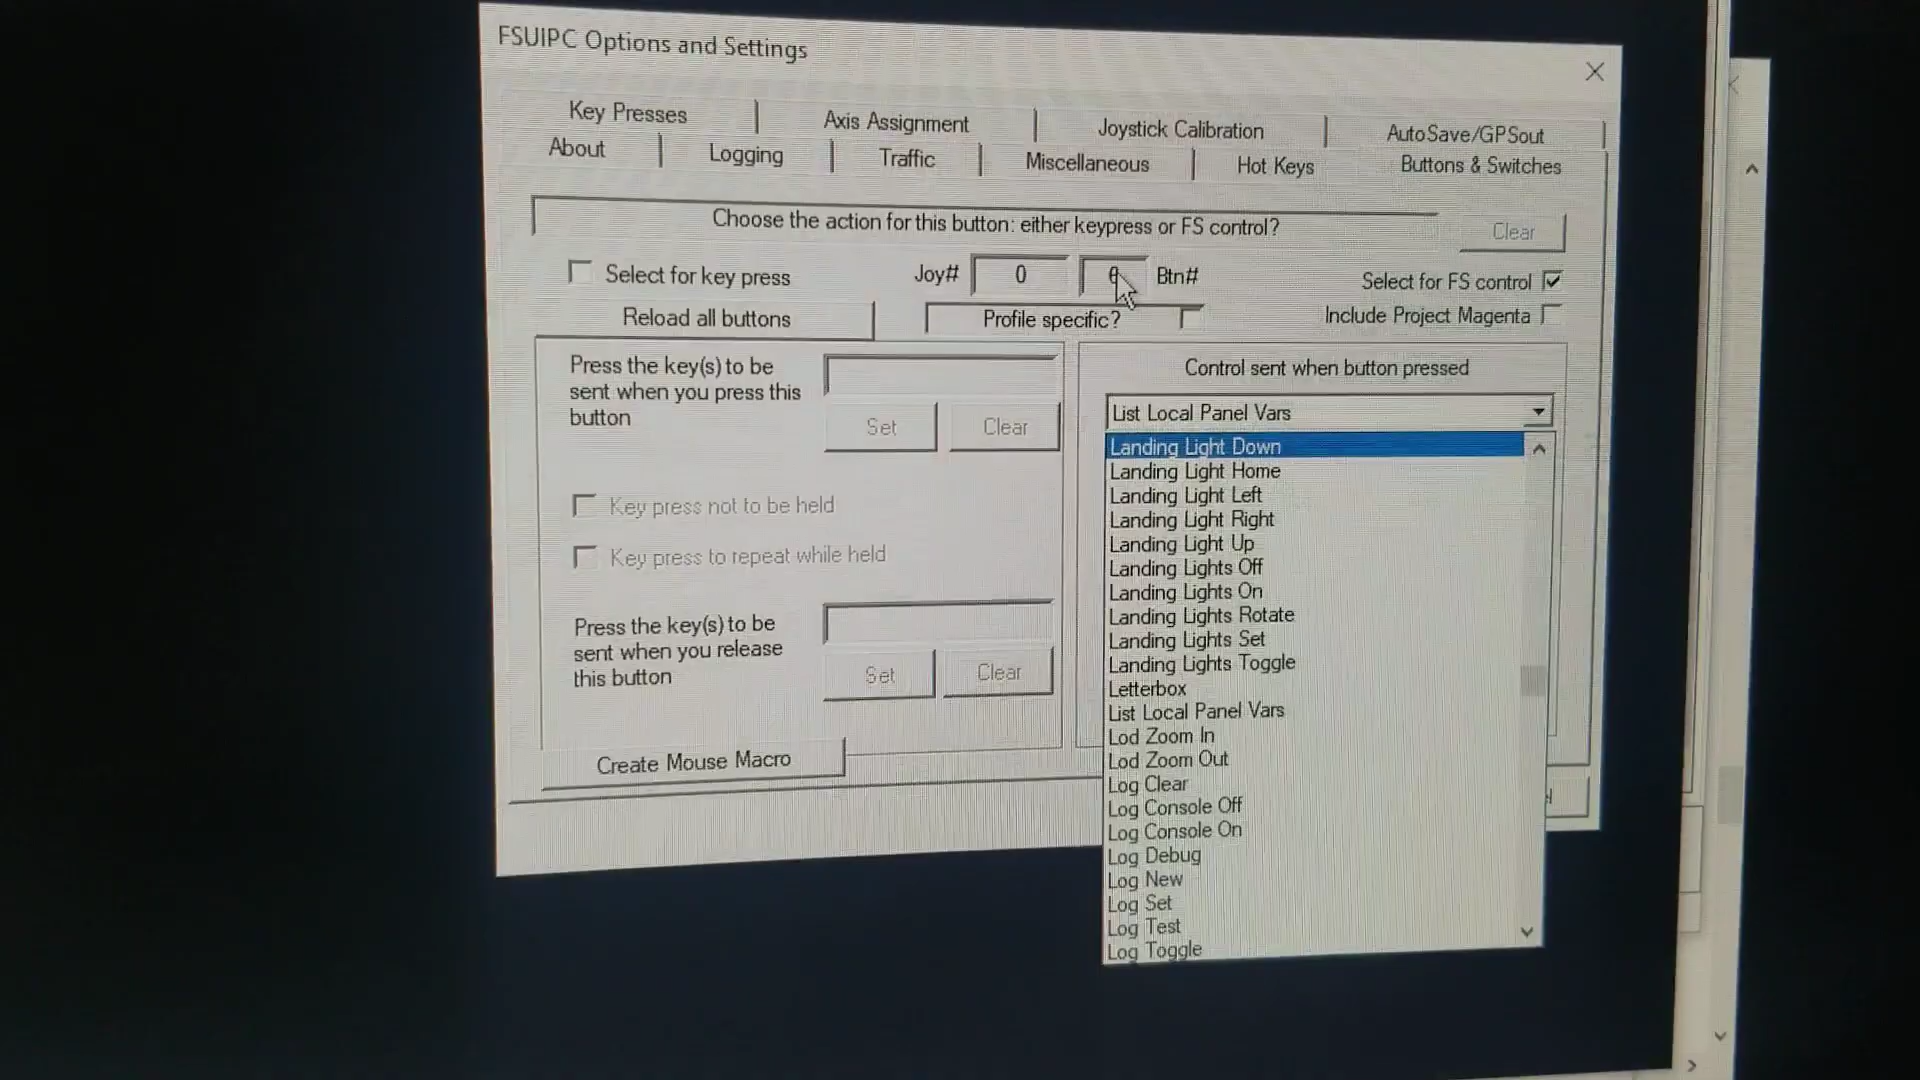 FSUIPC Options and Settings
Key Presses
Axis Assignment
Joystick Calibration
AutoSave/GPSout
About
Logging
Traffic
Miscellaneous
Hot Keys
Buttons & Switches
Choose the action for this button: either keypress or FS control?
Clear
Select for key press
Joy#
0
Btn#
Select for FS control
Reload all buttons
Profile specific?
Include Project Magenta
Press the key(s) to be
sent when you press this
button
Set
Clear
Key press not to be held
Key press to repeat while held
Press the key(s) to be
sent when you release
this button
Set
Clear
Create Mouse Macro
Control sent when button pressed
List Local Panel Vars
Landing Light Down
Landing Light Home
Landing Light Left
Landing Light Right
Landing Light Up
Landing Lights Off
Landing Lights On
Landing Lights Rotate
Landing Lights Set
Landing Lights Toggle
Letterbox
List Local Panel Vars
Lod Zoom In
Lod Zoom Out
Log Clear
Log Console Off
Log Console On
Log Debug
Log New
Log Set
Log Test
Log Toggle